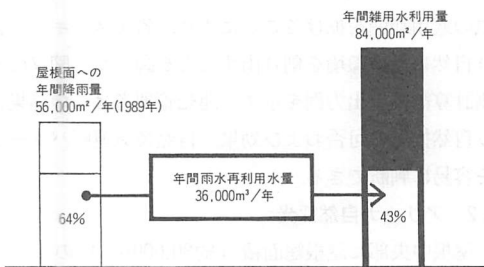 年間雑用水利用量
84,000m²/年
屋根面への
年間降雨量
56,000m²/年(1989年)
年間雨水再利用水量
36,000m³/年
64%
43%